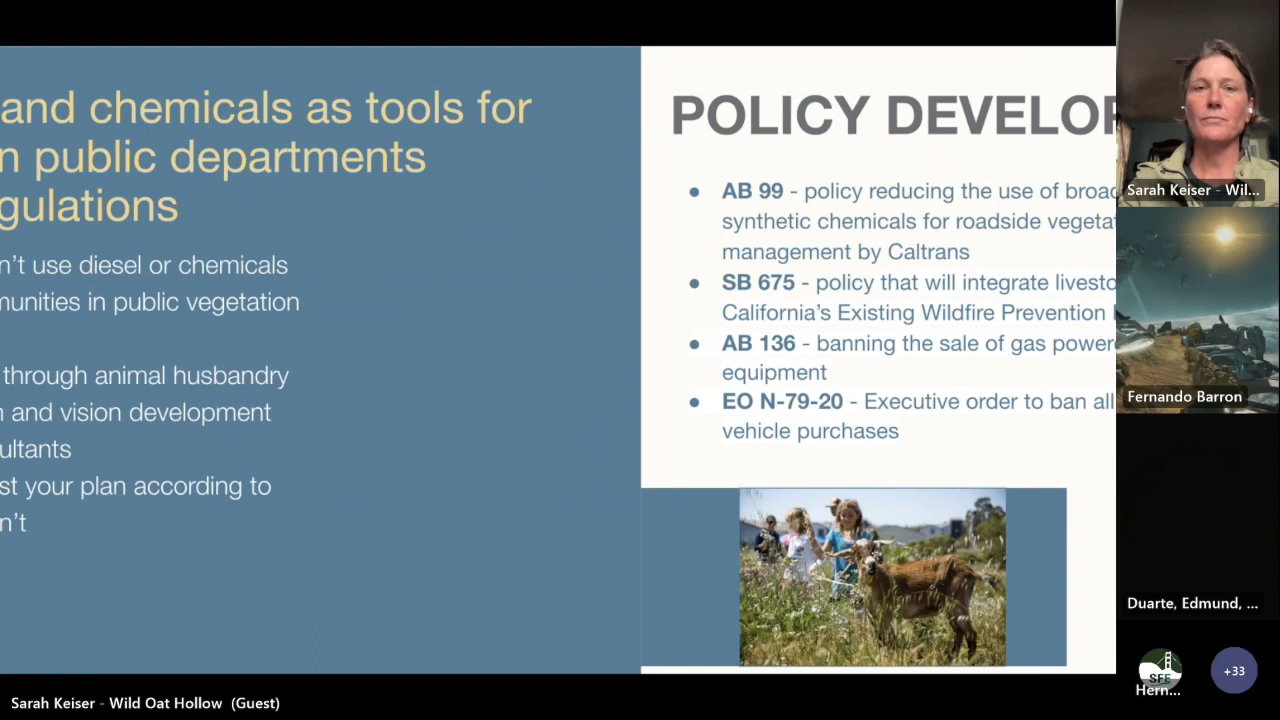 and chemicals as tools for
n public departments
gulations
n't use diesel or chemicals
munities in public vegetation
through animal husbandry
n and vision development
ultants
st your plan according to
n't
POLICY DEVELOP
● AB 99 - policy reducing the use of broad
synthetic chemicals for roadside vegetat
management by Caltrans
● SB 675 - policy that will integrate livesto
California's Existing Wildfire Prevention
● AB 136 - banning the sale of gas power
equipment
● EO N-79-20 - Executive order to ban all
vehicle purchases
Sarah Keiser - Wil...
Fernando Barron
Duarte, Edmund, ...
SFE
Hern...
+33
Sarah Keiser - Wild Oat Hollow (Guest)